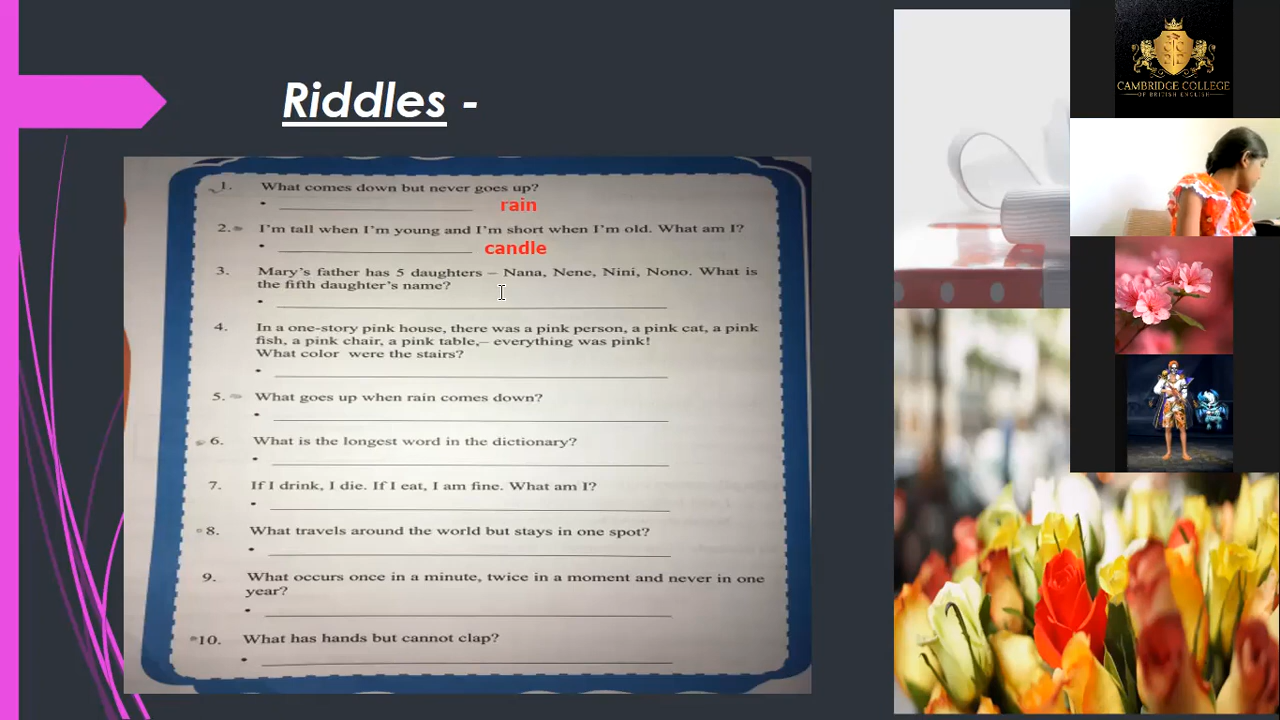 Riddles -
1. What comes down but never goes up?
• ____________ rain
2. I'm tall when I'm young and I'm short when I'm old. What am I?
• ____________ candle
3. Mary's father has 5 daughters – Nana, Nene, Nini, Nono. What is
the fifth daughter's name?
•
4. In a one-story pink house, there was a pink person, a pink cat, a pink
fish, a pink chair, a pink table,– everything was pink!
What color were the stairs?
•
5. What goes up when rain comes down?
•
6. What is the longest word in the dictionary?
•
7. If I drink, I die. If I eat, I am fine. What am I?
•
8. What travels around the world but stays in one spot?
•
9. What occurs once in a minute, twice in a moment and never in one
year?
•
10. What has hands but cannot clap?
•
CAMBRIDGE COLLEGE
OF BRITISH ENGLISH